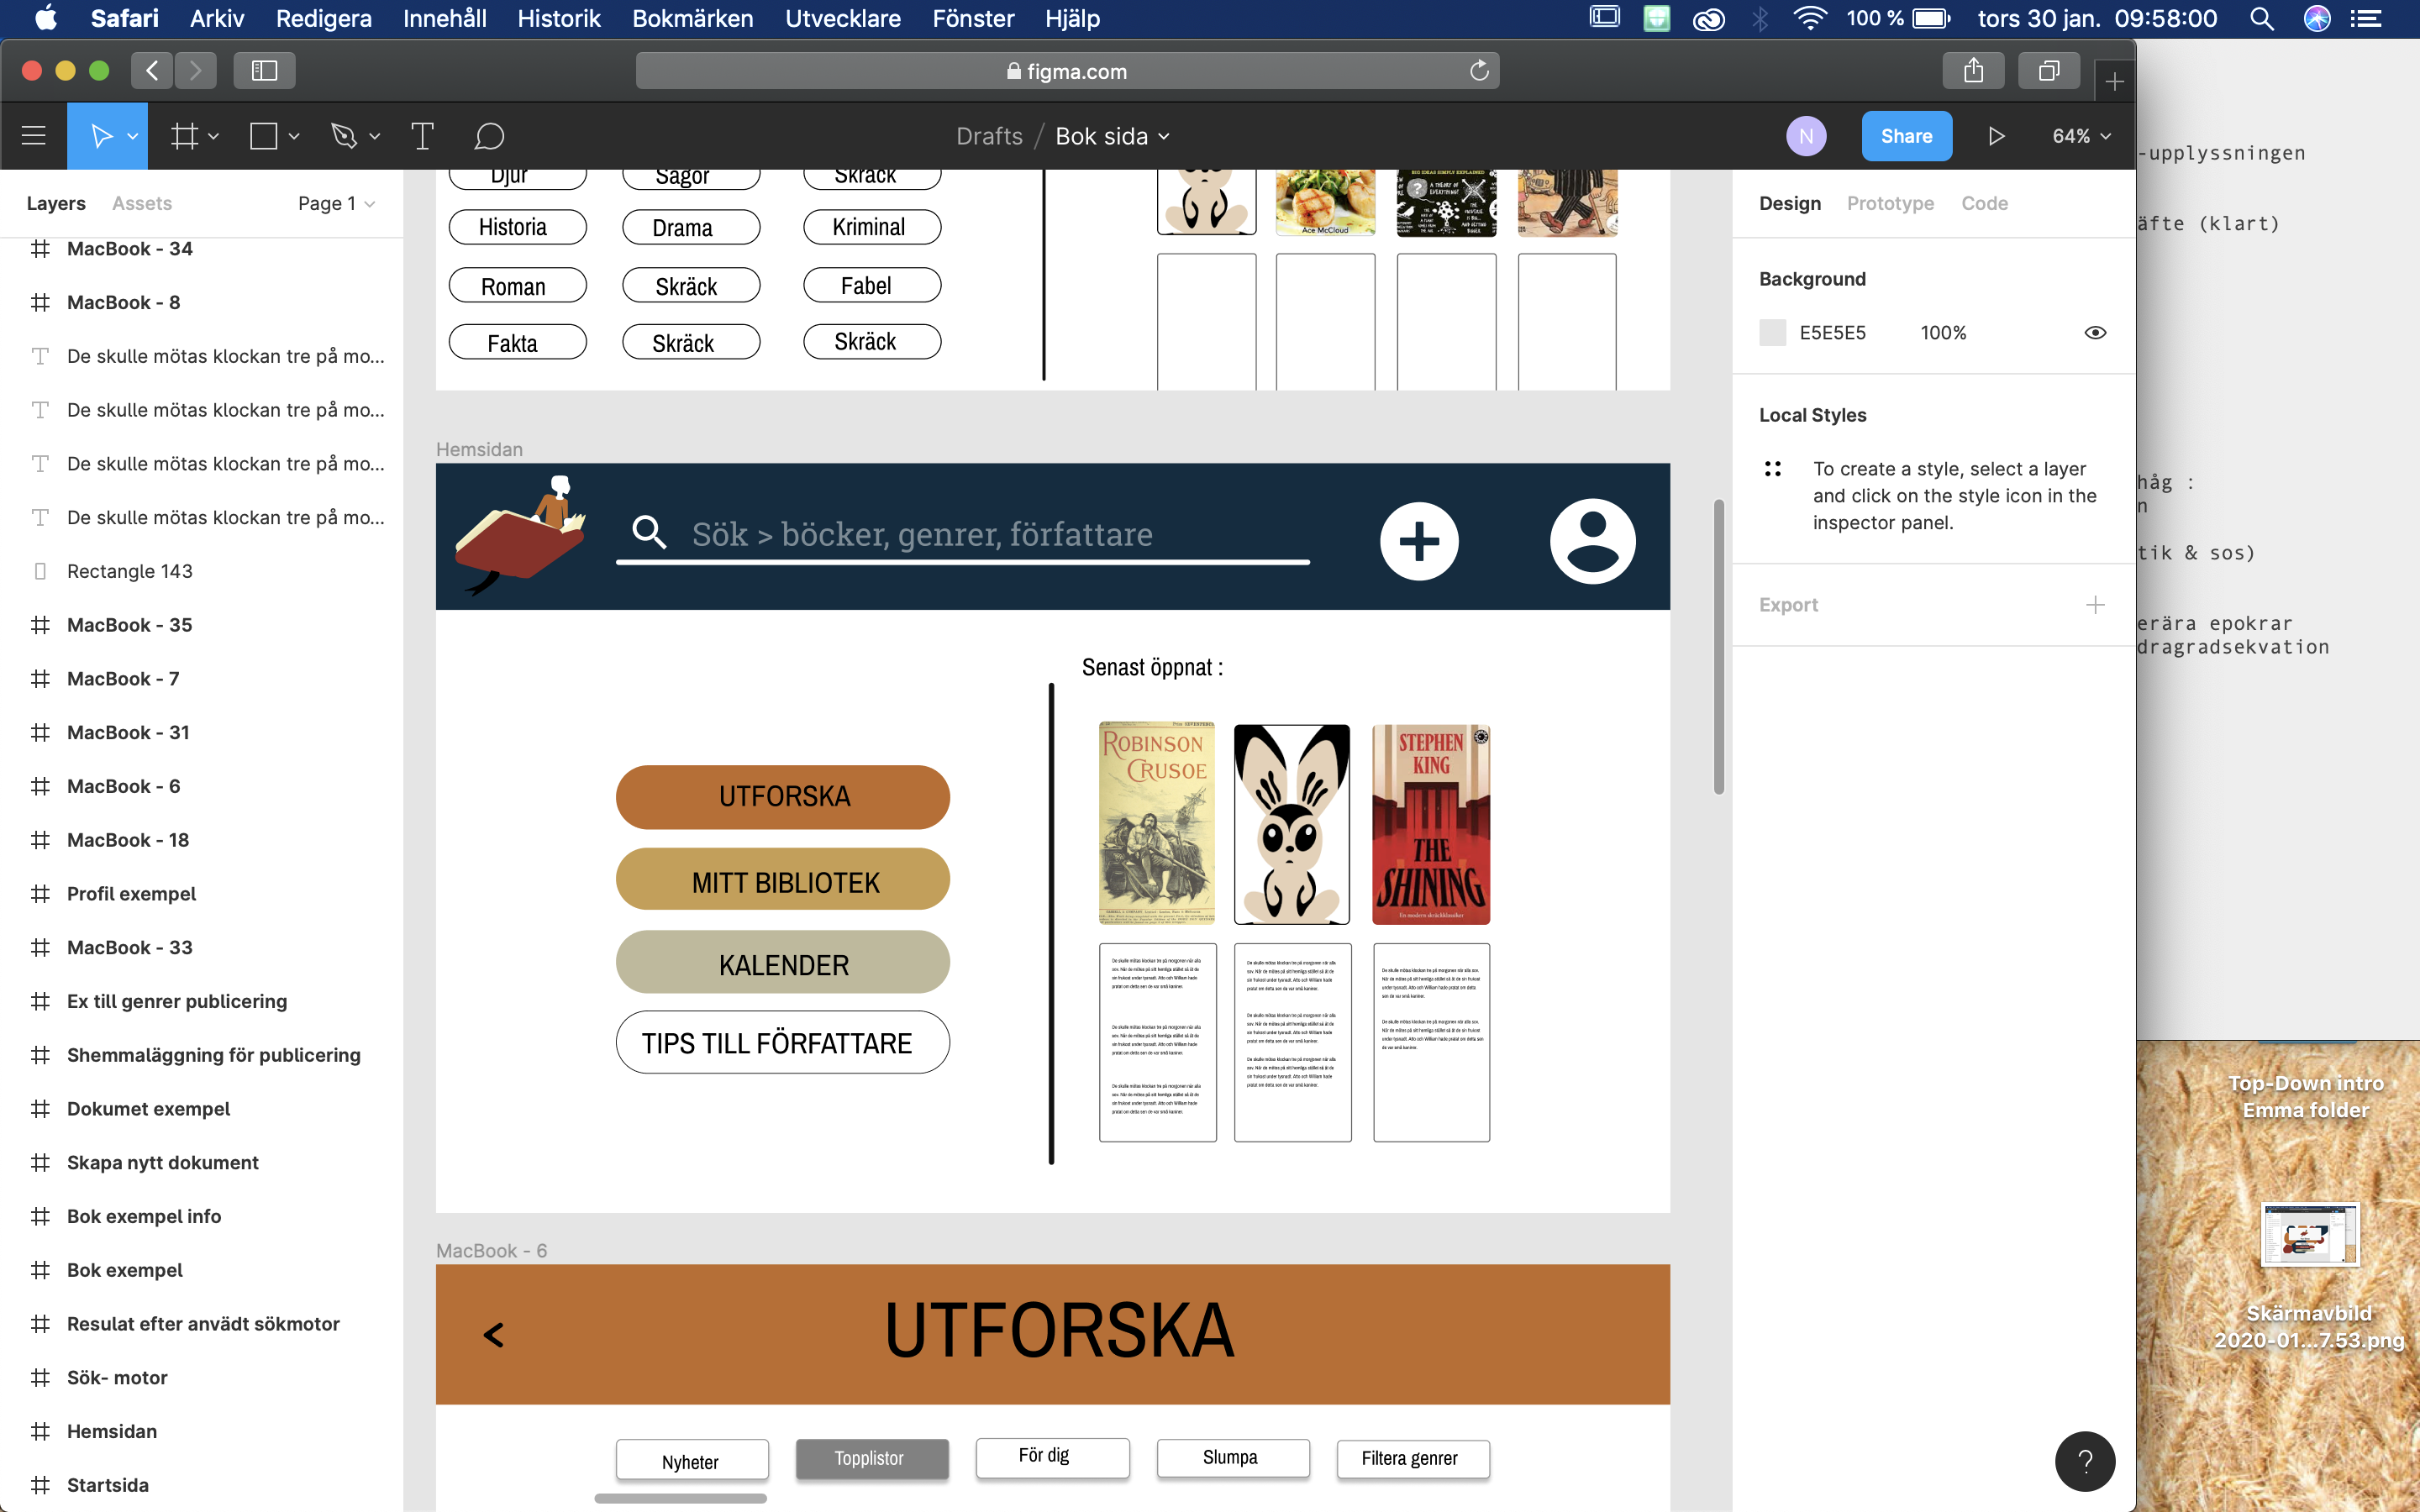 Safari Arkiv Redigera Innehåll Historik Bokmärken Utvecklare Fönster Hjälp 100 % tors 30 jan. 09:58:00
figma.com
Drafts / Bok sida
N
Share
64%
Layers Assets Page 1
MacBook - 34
MacBook - 8
De skulle mötas klockan tre på mo...
De skulle mötas klockan tre på mo...
De skulle mötas klockan tre på mo...
De skulle mötas klockan tre på mo...
Rectangle 143
MacBook - 35
MacBook - 7
MacBook - 31
MacBook - 6
MacBook - 18
Profil exempel
MacBook - 33
Ex till genrer publicering
Shemmaläggning för publicering
Dokumet exempel
Skapa nytt dokument
Bok exempel info
Bok exempel
Resulat efter anvädt sökmotor
Sök- motor
Hemsidan
Startsida
Djur Sagor Skräck
Historia Drama Kriminal
Roman Skräck Fabel
Fakta Skräck Skräck
Ace McCloud
BIG IDEAS SIMPLY EXPLAINED
Hemsidan
Sök > böcker, genrer, författare
UTFORSKA
MITT BIBLIOTEK
KALENDER
TIPS TILL FÖRFATTARE
Senast öppnat :
ROBINSON
CRUSOE
STEPHEN
KING
THE
SHINING
En modern skräckklassiker
MacBook - 6
<
UTFORSKA
Nyheter Topplistor För dig Slumpa Filtera genrer
Design Prototype Code
Background
E5E5E5 100%
Local Styles
To create a style, select a layer
and click on the style icon in the
inspector panel.
Export
?
-upplyssningen
äfte (klart)
håg :
n
tik & sos)
erära epokrar
dragradsekvation
Top-Down intro
Emma folder
Skärmavbild
2020-01...7.53.png